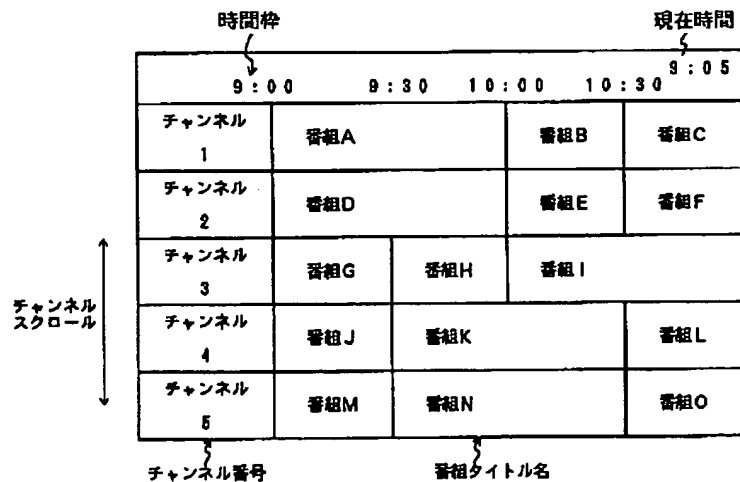 時間枠 現在時間
9:05
9:00 9:30 10:00 10:30
チャンネル
1
番組A 番組B 番組C
チャンネル
2
番組D 番組E 番組F
チャンネル
3
番組G 番組H 番組I
チャンネル
スクロール
チャンネル
4
番組J 番組K 番組L
チャンネル
5
番組M 番組N 番組O
チャンネル番号 番組タイトル名